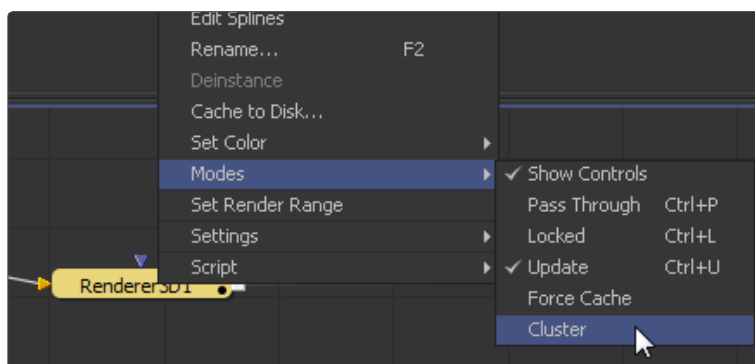 Edit Splines
Rename... F2
Deinstance
Cache to Disk...
Set Color
Modes
Set Render Range
Settings
Script
Show Controls
Pass Through Ctrl+P
Locked Ctrl+L
Update Ctrl+U
Force Cache
Cluster
Renderer3D1